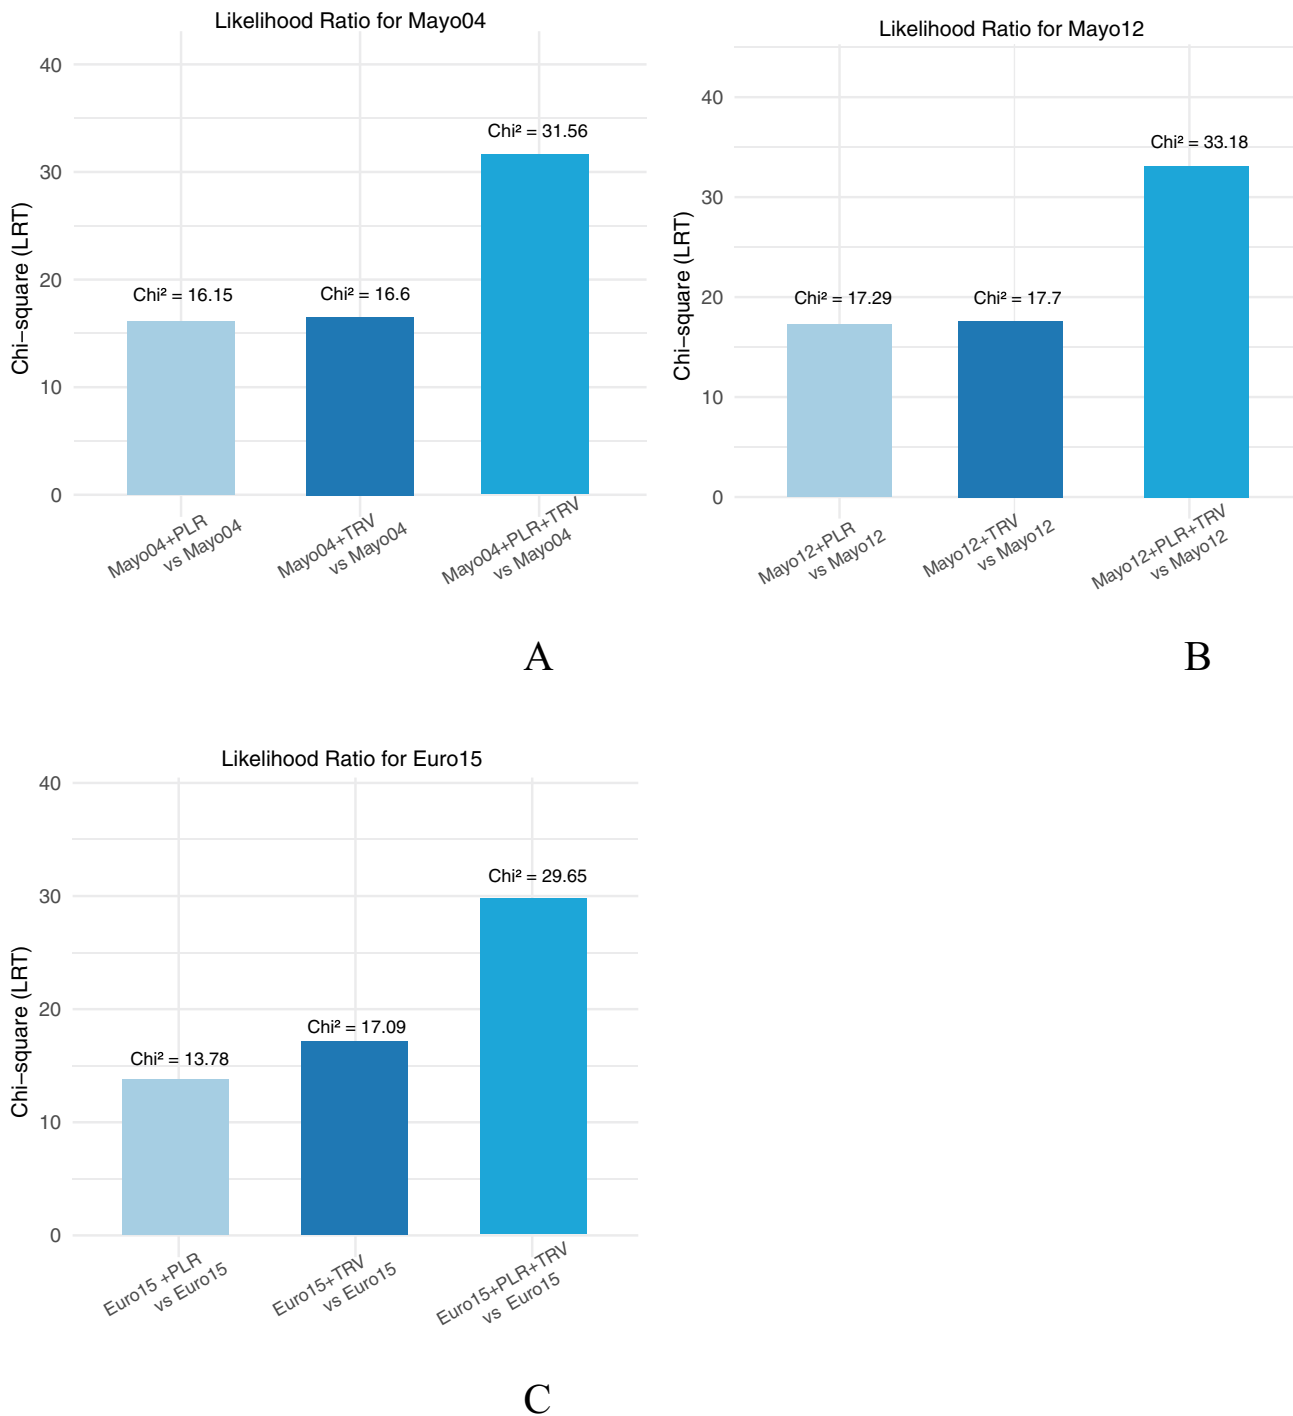 Likelihood Ratio for Mayo04
Chi−square (LRT)
40
30
20
10
0
Chi² = 16.15
Chi² = 16.6
Chi² = 31.56
Mayo04+PLR
vs Mayo04
Mayo04+TRV
vs Mayo04
Mayo04+PLR+TRV
vs Mayo04
A
Likelihood Ratio for Mayo12
Chi−square (LRT)
40
30
20
10
0
Chi² = 17.29
Chi² = 17.7
Chi² = 33.18
Mayo12+PLR
vs Mayo12
Mayo12+TRV
vs Mayo12
Mayo12+PLR+TRV
vs Mayo12
B
Likelihood Ratio for Euro15
Chi−square (LRT)
40
30
20
10
0
Chi² = 13.78
Chi² = 17.09
Chi² = 29.65
Euro15 +PLR
vs Euro15
Euro15+TRV
vs Euro15
Euro15+PLR+TRV
vs Euro15
C